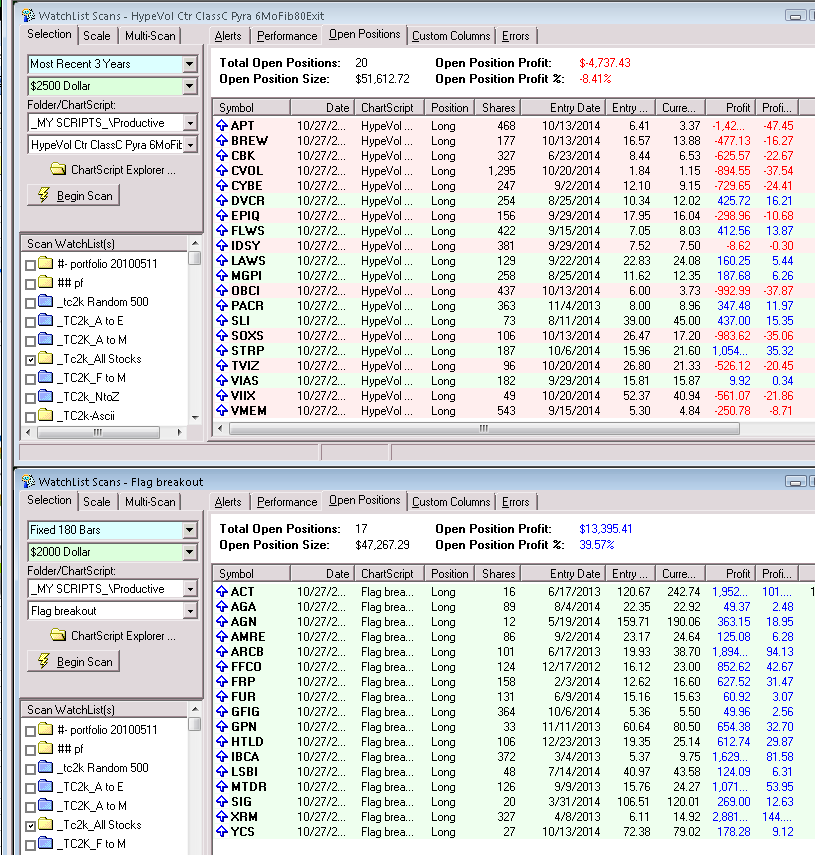 WatchList Scans - HypeVol Ctr ClassC Pyra 6MoFib80Exit
Selection Scale Multi-Scan
Most Recent 3 Years
$2500 Dollar
Folder/ChartScript:
_MY SCRIPTS_\Productive
HypeVol Ctr ClassC Pyra 6MoFib
ChartScript Explorer ...
Begin Scan
Scan WatchList(s)
#- portfolio 20100511
## pf
_tc2k Random 500
_TC2K_A to E
_TC2K_A to M
_Tc2k_All Stocks
_TC2K_F to M
_TC2K_NtoZ
_TC2K-Ascii
Alerts Performance Open Positions Custom Columns Errors
Total Open Positions: 20 Open Position Profit: $-4,737.43
Open Position Size: $51,612.72 Open Position Profit %: -8.41%
Symbol Date ChartScript Position Shares Entry Date Entry ... Curre... Profit Profi...
APT 10/27/2... HypeVol ... Long 468 10/13/2014 6.41 3.37 -1,42... -47.45
BREW 10/27/2... HypeVol ... Long 177 10/13/2014 16.57 13.88 -477.13 -16.27
CBK 10/27/2... HypeVol ... Long 327 6/23/2014 8.44 6.53 -625.57 -22.67
CVOL 10/27/2... HypeVol ... Long 1,295 10/20/2014 1.84 1.15 -894.55 -37.54
CYBE 10/27/2... HypeVol ... Long 247 9/2/2014 12.10 9.15 -729.65 -24.41
DVCR 10/27/2... HypeVol ... Long 254 8/25/2014 10.34 12.02 425.72 16.21
EPIQ 10/27/2... HypeVol ... Long 156 9/29/2014 17.95 16.04 -298.96 -10.68
FLWS 10/27/2... HypeVol ... Long 422 9/15/2014 7.05 8.03 412.56 13.87
IDSY 10/27/2... HypeVol ... Long 381 9/29/2014 7.52 7.50 -8.62 -0.30
LAWS 10/27/2... HypeVol ... Long 129 9/22/2014 22.83 24.08 160.25 5.44
MGPI 10/27/2... HypeVol ... Long 258 8/25/2014 11.62 12.35 187.68 6.26
OBCI 10/27/2... HypeVol ... Long 437 10/13/2014 6.00 3.73 -992.99 -37.87
PACR 10/27/2... HypeVol ... Long 363 11/4/2013 8.00 8.96 347.48 11.97
SLI 10/27/2... HypeVol ... Long 73 8/11/2014 39.00 45.00 437.00 15.35
SOXS 10/27/2... HypeVol ... Long 106 10/13/2014 26.47 17.20 -983.62 -35.06
STRP 10/27/2... HypeVol ... Long 187 10/6/2014 15.96 21.60 1,054... 35.32
TVIZ 10/27/2... HypeVol ... Long 96 10/20/2014 26.80 21.33 -526.12 -20.45
VIAS 10/27/2... HypeVol ... Long 182 9/29/2014 15.81 15.87 9.92 0.34
VIIX 10/27/2... HypeVol ... Long 49 10/20/2014 52.37 40.94 -561.07 -21.86
VMEM 10/27/2... HypeVol ... Long 543 9/15/2014 5.30 4.84 -250.78 -8.71
WatchList Scans - Flag breakout
Selection Scale Multi-Scan
Fixed 180 Bars
$2000 Dollar
Folder/ChartScript:
_MY SCRIPTS_\Productive
Flag breakout
ChartScript Explorer ...
Begin Scan
Scan WatchList(s)
#- portfolio 20100511
## pf
_tc2k Random 500
_TC2K_A to E
_TC2K_A to M
_Tc2k_All Stocks
_TC2K_F to M
Alerts Performance Open Positions Custom Columns Errors
Total Open Positions: 17 Open Position Profit: $13,395.41
Open Position Size: $47,267.29 Open Position Profit %: 39.57%
Symbol Date ChartScript Position Shares Entry Date Entry ... Curre... Profit Profi...
ACT 10/27/2... Flag brea... Long 16 6/17/2013 120.67 242.74 1,952... 101.... 1
AGA 10/27/2... Flag brea... Long 89 8/4/2014 22.35 22.92 49.37 2.48
AGN 10/27/2... Flag brea... Long 12 5/19/2014 159.71 190.06 363.15 18.95
AMRE 10/27/2... Flag brea... Long 86 9/2/2014 23.17 24.64 125.08 6.28
ARCB 10/27/2... Flag brea... Long 101 6/17/2013 19.93 38.70 1,894... 94.13
FFCO 10/27/2... Flag brea... Long 124 12/17/2012 16.12 23.00 852.62 42.67
FRP 10/27/2... Flag brea... Long 158 2/3/2014 12.62 16.60 627.52 31.47
FUR 10/27/2... Flag brea... Long 131 6/9/2014 15.16 15.63 60.92 3.07
GFIG 10/27/2... Flag brea... Long 364 10/6/2014 5.36 5.50 49.96 2.56
GPN 10/27/2... Flag brea... Long 33 11/11/2013 60.64 80.50 654.38 32.70
HTLD 10/27/2... Flag brea... Long 106 12/23/2013 19.35 25.14 612.74 29.87
IBCA 10/27/2... Flag brea... Long 372 3/4/2013 5.37 9.75 1,629... 81.58
LSBI 10/27/2... Flag brea... Long 48 7/14/2014 40.97 43.58 124.09 6.31
MTDR 10/27/2... Flag brea... Long 126 9/9/2013 15.76 24.27 1,071... 53.95
SIG 10/27/2... Flag brea... Long 20 3/31/2014 106.51 120.01 269.00 12.63
XRM 10/27/2... Flag brea... Long 327 4/8/2013 6.11 14.92 2,881... 144....
YCS 10/27/2... Flag brea... Long 27 10/13/2014 72.38 79.02 178.28 9.12